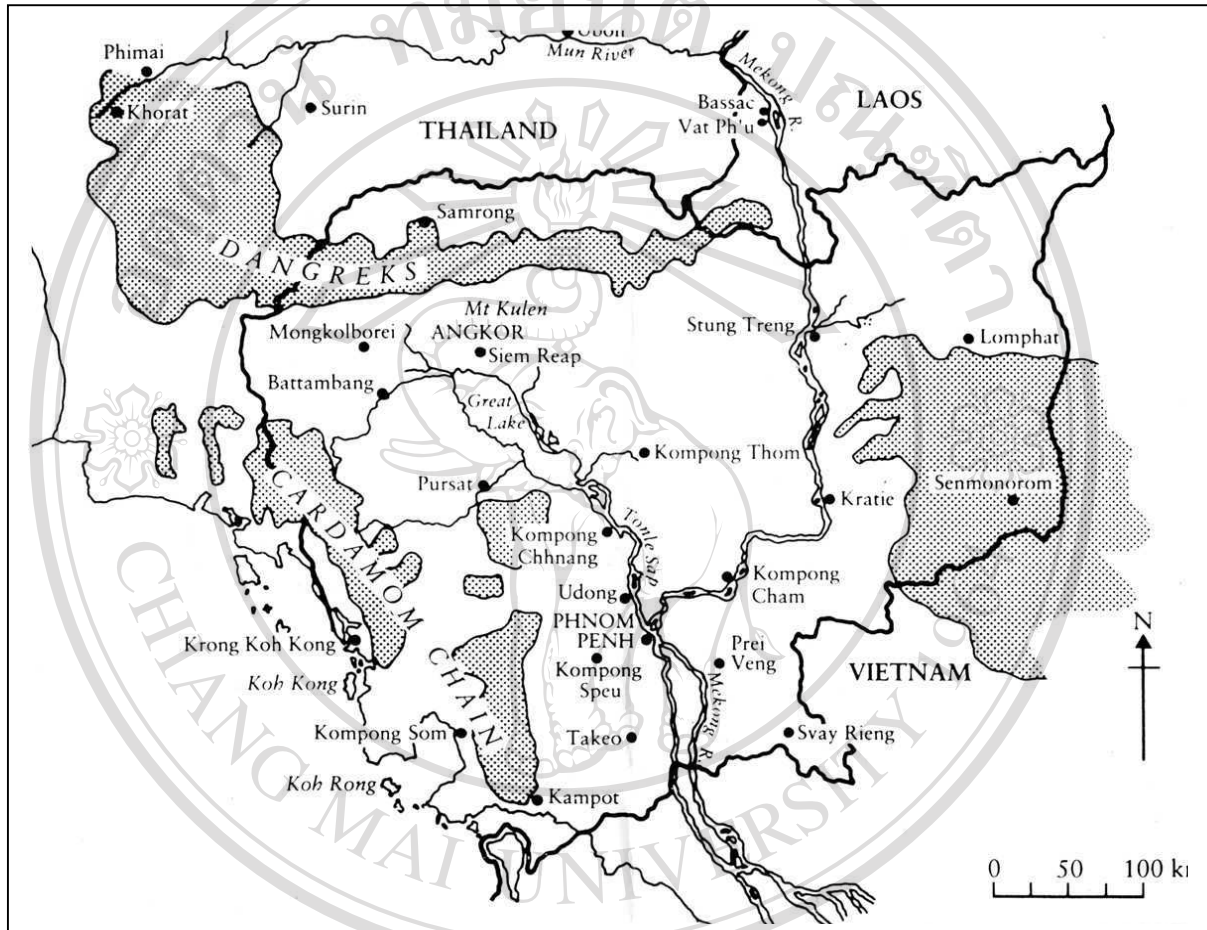 Ubon
Phimai
Mun River
Mekong R.
LAOS
Khorat
Surin
Bassac
Vat Ph'u
THAILAND
Samrong
DANGREKS
Mt Kulen
ANGKOR
Mongkolborei
Siem Reap
Stung Treng
Lomphat
Battambang
Great
Lake
Kompong Thom
Pursat
Senmonorom
Kratie
CARDAMOM
CHAIN
Kompong
Chhnang
Tonle Sap
Udong
Kompong
Cham
PHNOM
PENH
N
Krong Koh Kong
Kompong
Speu
Prei
Veng
VIETNAM
Koh Kong
Mekong R.
Kompong Som
Takeo
Svay Rieng
Koh Rong
Kampot
0 50 100 km
CHIANG MAI UNIVERSITY 19